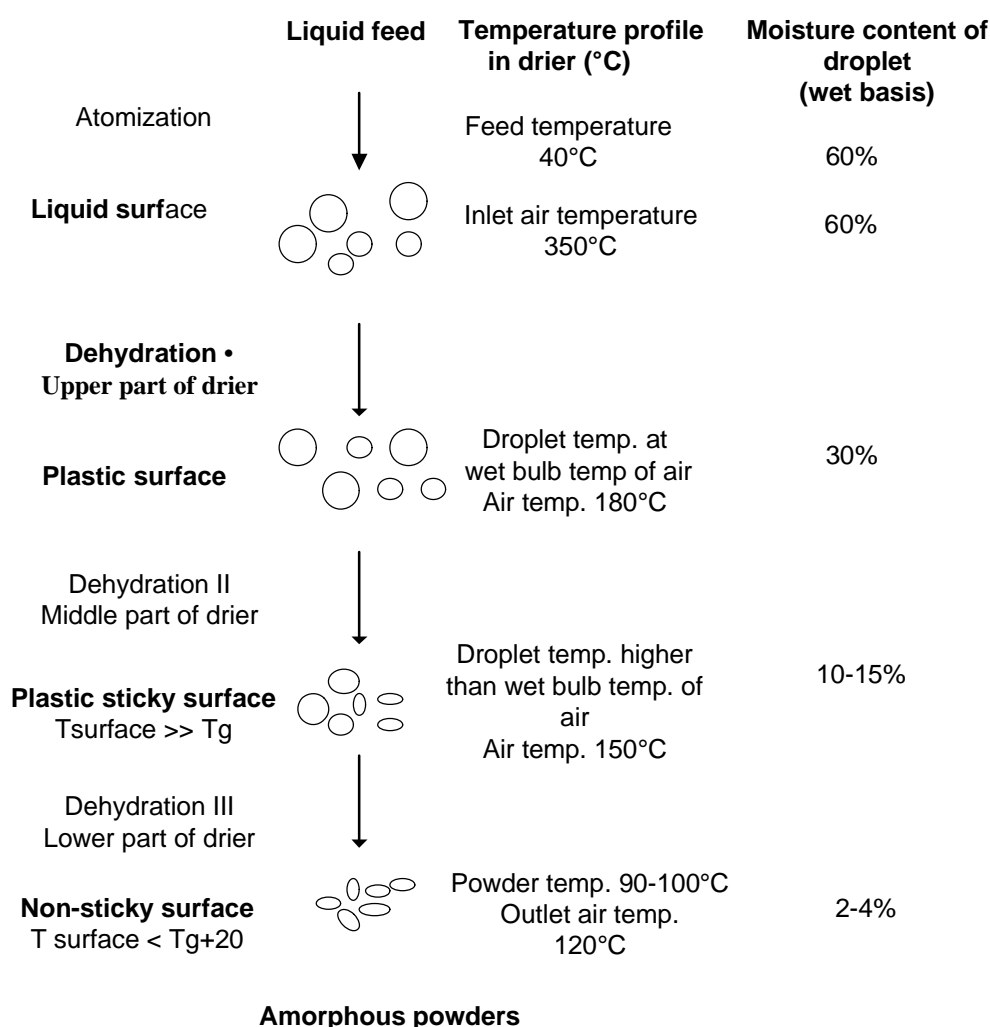 Liquid feed
Temperature profile
in drier (°C)
Moisture content of
droplet
(wet basis)
Atomization
Feed temperature
40°C
60%
Liquid surface
Inlet air temperature
350°C
60%
Dehydration •
Upper part of drier
Plastic surface
Droplet temp. at
wet bulb temp of air
Air temp. 180°C
30%
Dehydration II
Middle part of drier
Plastic sticky surface
Tsurface >> Tg
Droplet temp. higher
than wet bulb temp. of
air
Air temp. 150°C
10-15%
Dehydration III
Lower part of drier
Non-sticky surface
T surface < Tg+20
Powder temp. 90-100°C
Outlet air temp.
120°C
2-4%
Amorphous powders